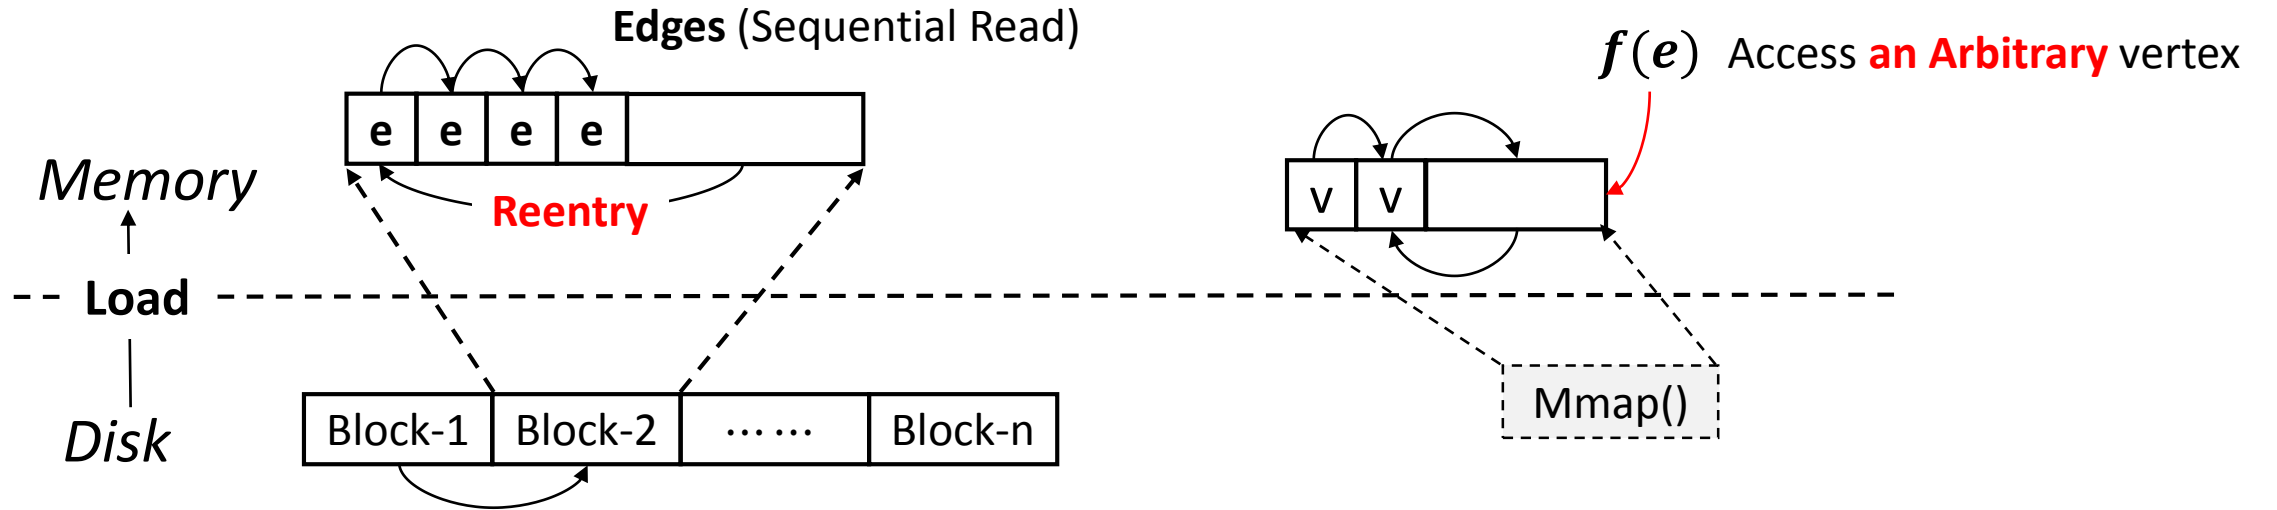 Edges (Sequential Read)
f(e) Access an Arbitrary vertex
e e e e
Memory
v v
Reentry
Load
Mmap()
Block-1 Block-2 ⋯⋯ Block-n
Disk